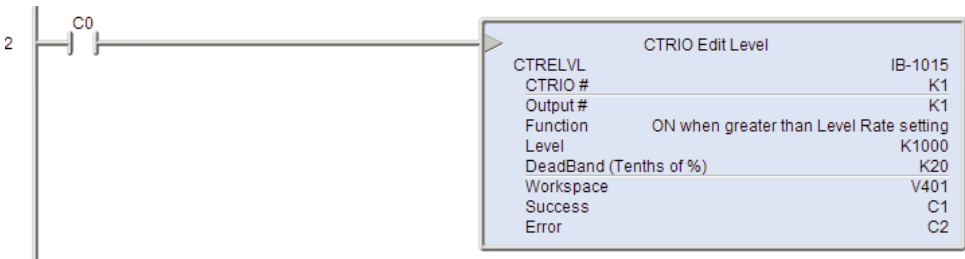 C0
2
CTRIO Edit Level
CTRELVL IB-1015
CTRIO # K1
Output # K1
Function ON when greater than Level Rate setting
Level K1000
DeadBand (Tenths of %) K20
Workspace V401
Success C1
Error C2